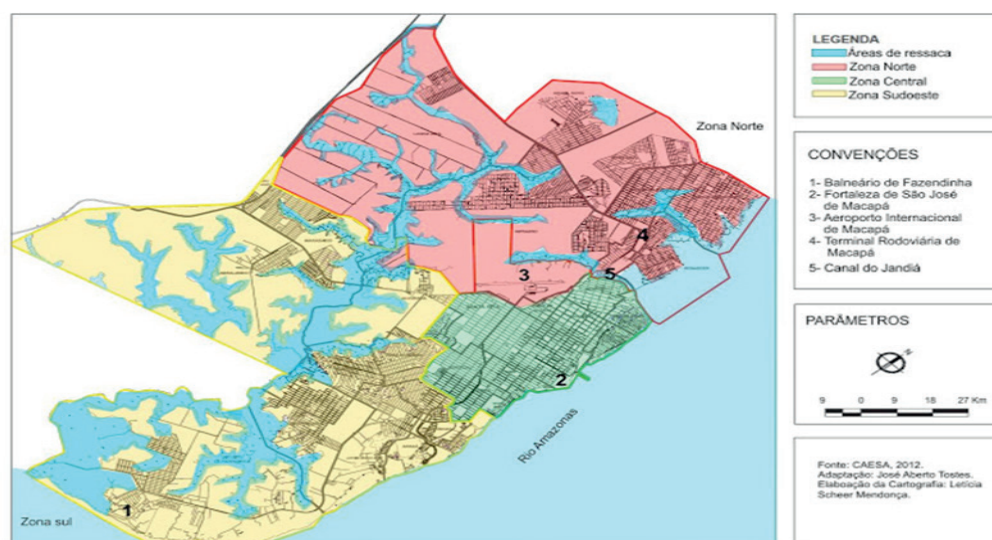 Zona Norte
Rio Amazonas
Zona sul
1
2
3
4
5
LEGENDA
Áreas de ressaca
Zona Norte
Zona Central
Zona Sudoeste
CONVENÇÕES
1- Balneário de Fazendinha
2- Fortaleza de São José
de Macapá
3- Aeroporto Internacional
de Macapá
4- Terminal Rodoviária de
Macapá
5- Canal do Jandiá
PARÂMETROS
N
9 0 9 18 27 Km
Fonte: CAESA, 2012.
Adaptação: José Aberto Tostes.
Elaboação da Cartografia: Letícia
Scheer Mendonça.